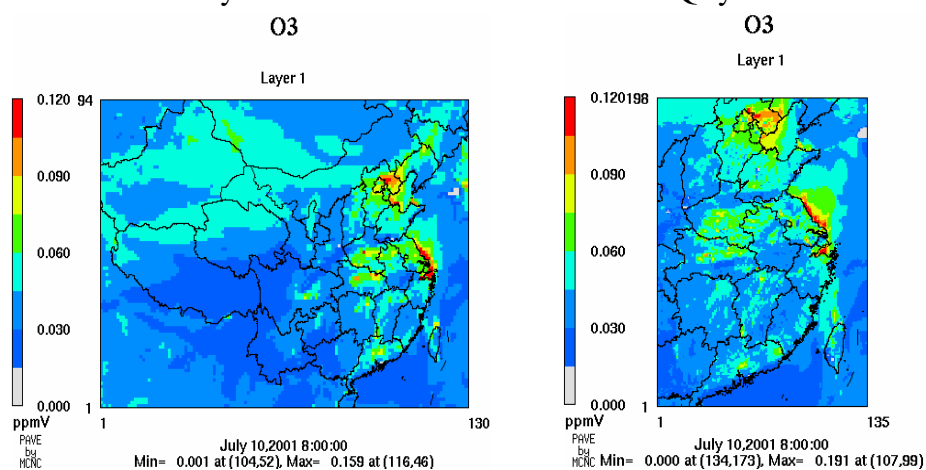 O3
Layer 1
0.120
0.090
0.060
0.030
0.000
ppmV
PAVE
by
MCNC
94
1
1
130
July 10,2001 8:00:00
Min= 0.001 at (104,52), Max= 0.159 at (116,46)
O3
Layer 1
0.120
0.090
0.060
0.030
0.000
ppmV
PAVE
by
MCNC
198
1
1
135
July 10,2001 8:00:00
Min= 0.000 at (134,173), Max= 0.191 at (107,99)